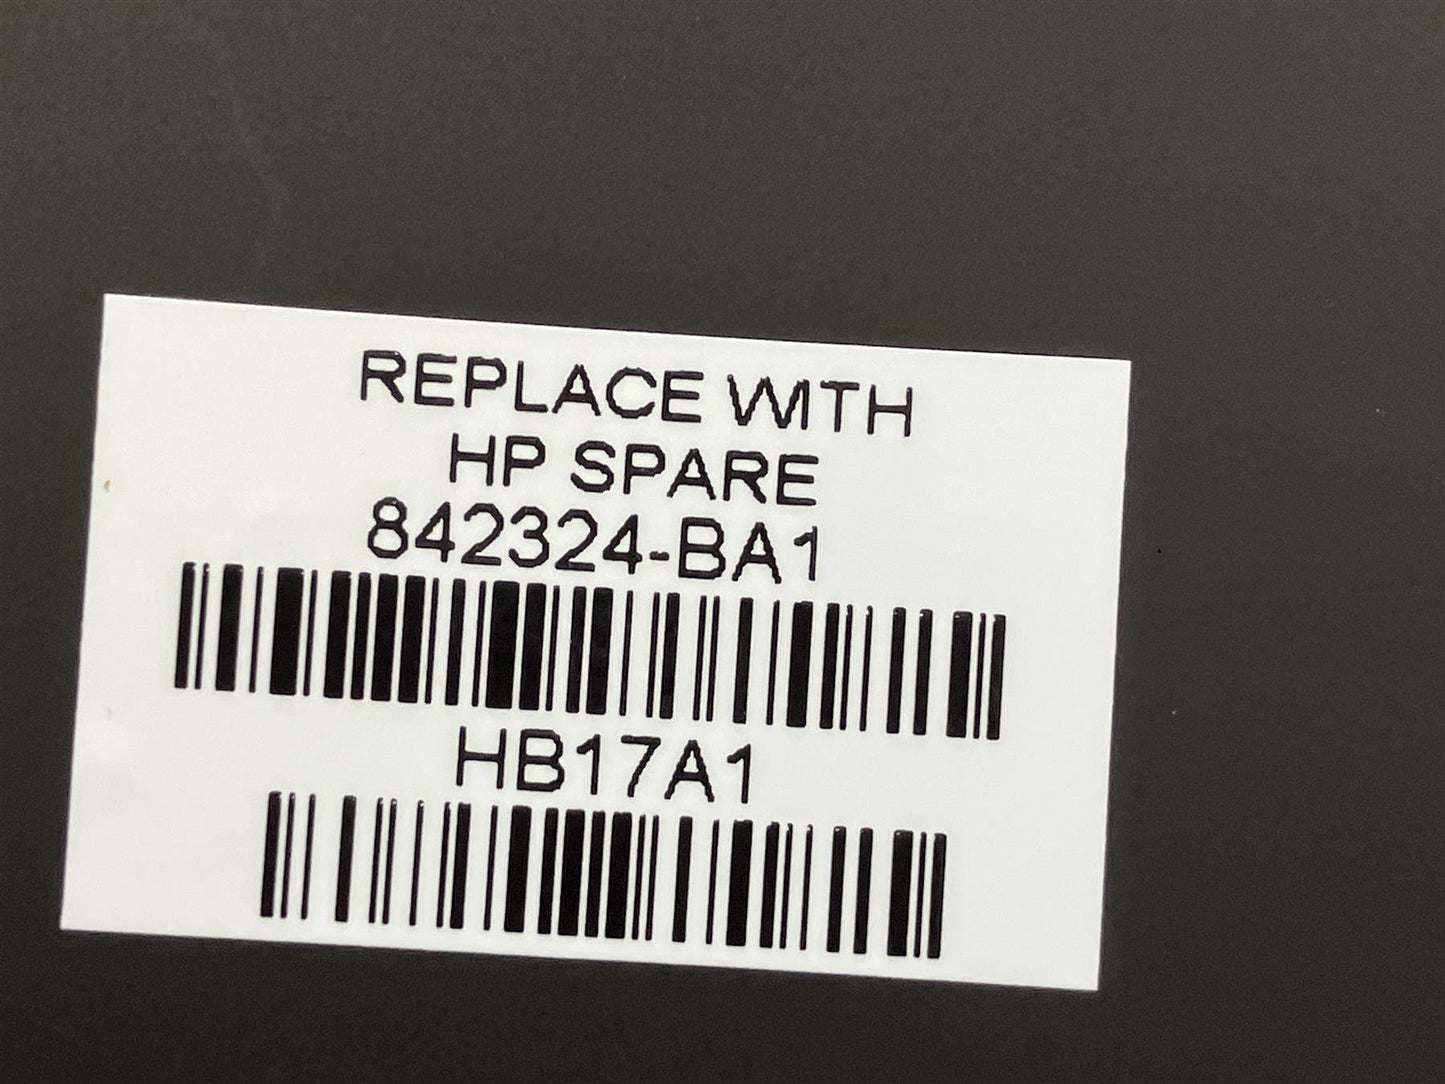 REPLACE WITH
HP SPARE
842324-BA1
HB17A1